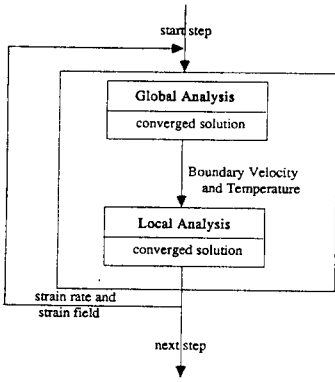 start step
Global Analysis
converged solution
Boundary Velocity
and Temperature
Local Analysis
converged solution
strain rate and
strain field
next step